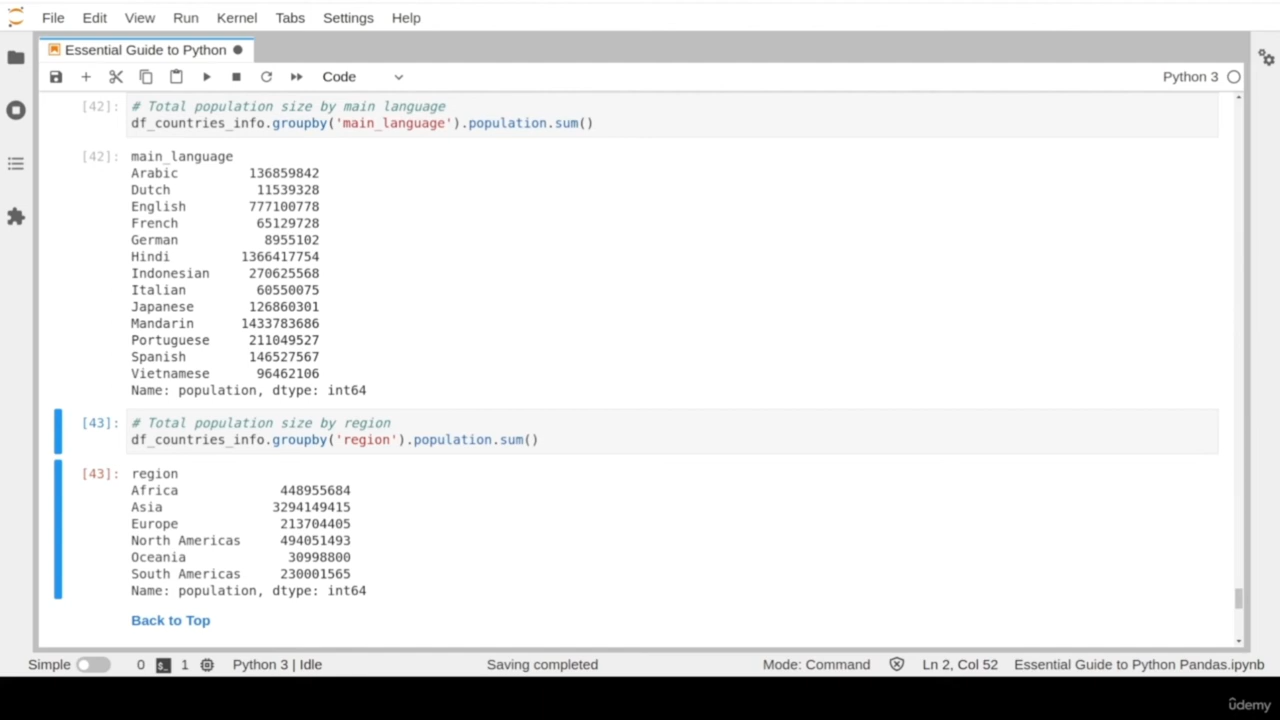 File Edit View Run Kernel Tabs Settings Help
Essential Guide to Python
Code
Python 3
[42]: # Total population size by main language
df_countries_info.groupby('main_language').population.sum()
[42]: main_language
Arabic 136859842
Dutch 11539328
English 777100778
French 65129728
German 8955102
Hindi 1366417754
Indonesian 270625568
Italian 60550075
Japanese 126860301
Mandarin 1433783686
Portuguese 211049527
Spanish 146527567
Vietnamese 96462106
Name: population, dtype: int64
[43]: # Total population size by region
df_countries_info.groupby('region').population.sum()
[43]: region
Africa 448955684
Asia 3294149415
Europe 213704405
North Americas 494051493
Oceania 30998800
South Americas 230001565
Name: population, dtype: int64
Back to Top
Simple 0 $_ 1 Python 3 | Idle Saving completed Mode: Command Ln 2, Col 52 Essential Guide to Python Pandas.ipynb
ûdemy